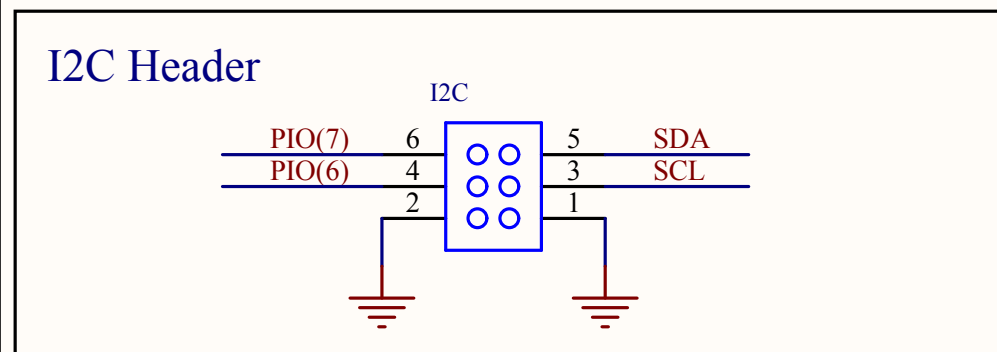 I2C Header
I2C
PIO(7) 6 5 SDA
PIO(6) 4 3 SCL
2 1